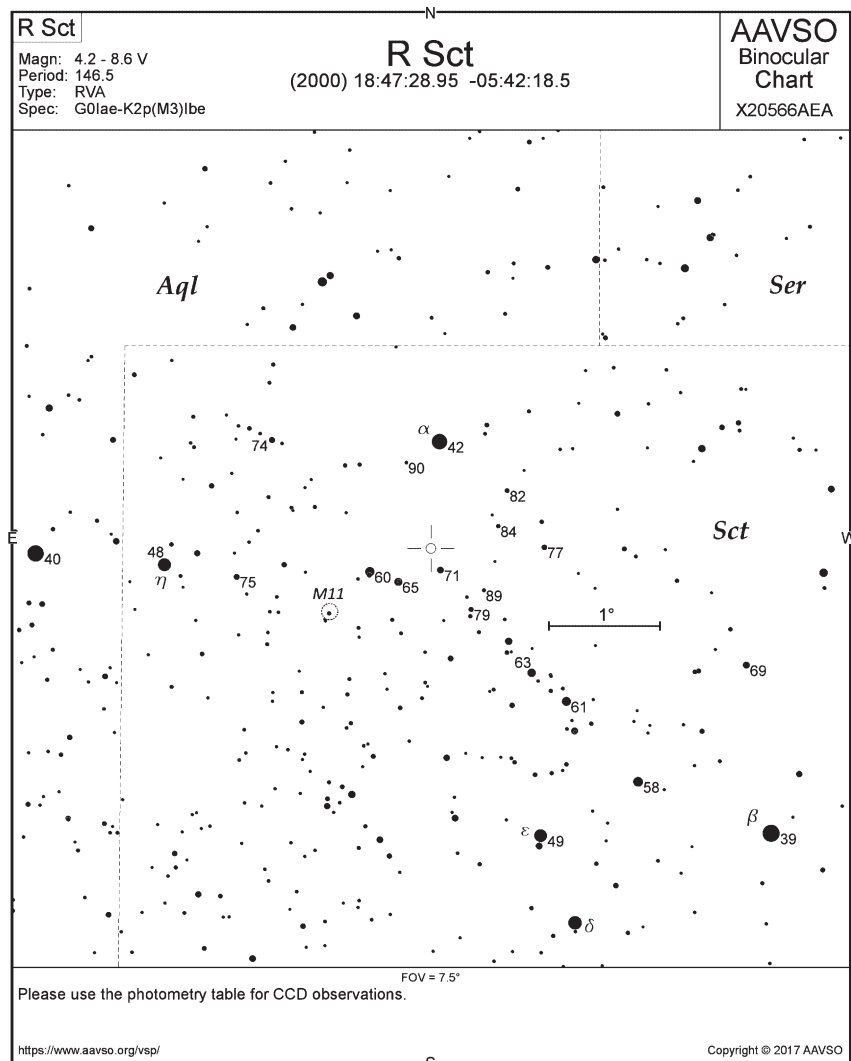 N
R Sct
Magn: 4.2 - 8.6 V
Period: 146.5
Type: RVA
Spec: G0Iae-K2p(M3)Ibe
R Sct
(2000) 18:47:28.95 -05:42:18.5
AAVSO
Binocular
Chart
X20566AEA
Aql
Ser
α
42
74
90
82
84
Sct
E
W
40
48
η
75
60
65
71
77
M11
89
79
1°
63
69
61
58
β
39
ε
49
δ
FOV = 7.5°
Please use the photometry table for CCD observations.
https://www.aavso.org/vsp/
Copyright © 2017 AAVSO
S